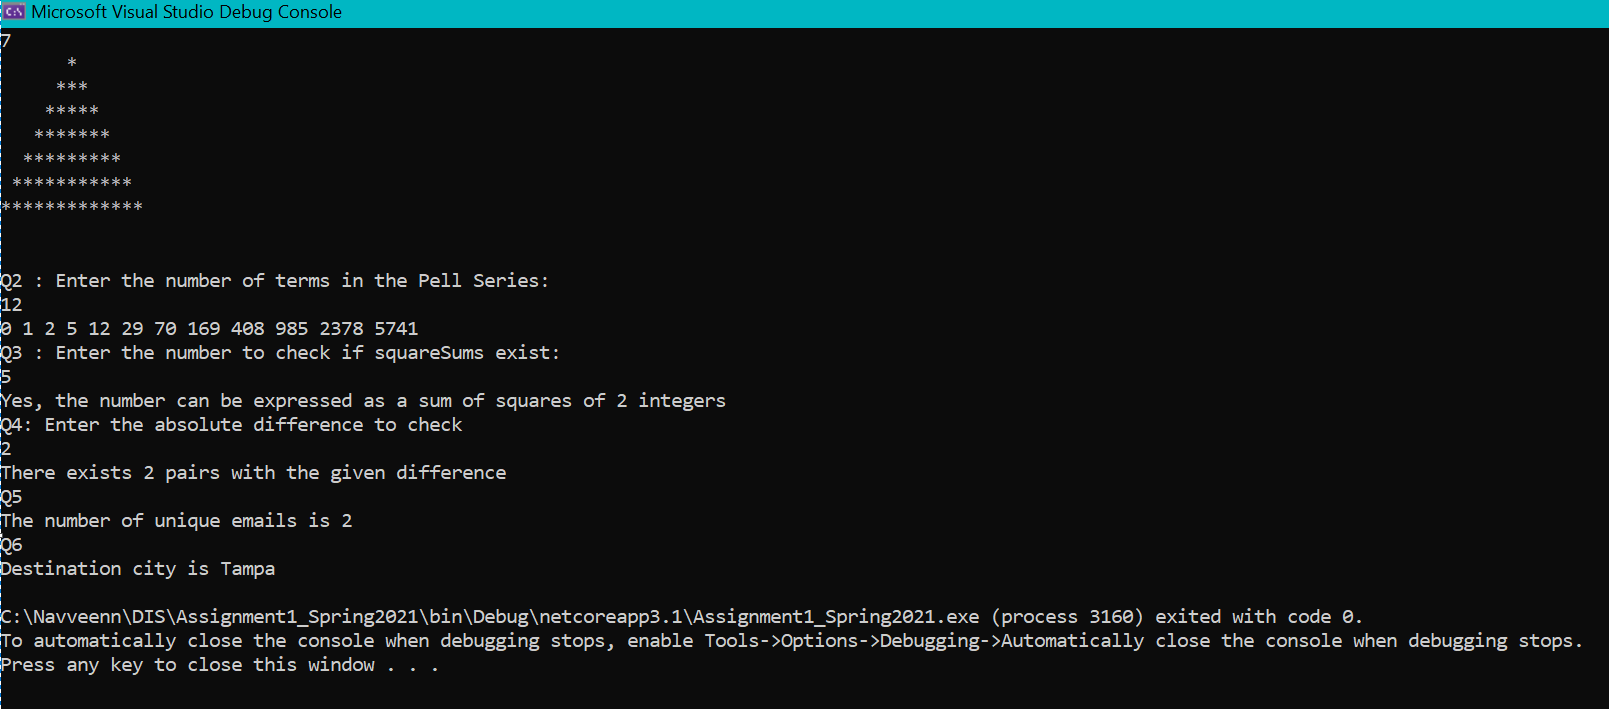 Microsoft Visual Studio Debug Console
7
      *
     ***
    *****
   *******
  *********
 ***********
*************
Q2 : Enter the number of terms in the Pell Series:
12
0 1 2 5 12 29 70 169 408 985 2378 5741
Q3 : Enter the number to check if squareSums exist:
5
Yes, the number can be expressed as a sum of squares of 2 integers
Q4: Enter the absolute difference to check
2
There exists 2 pairs with the given difference
Q5
The number of unique emails is 2
Q6
Destination city is Tampa
C:\Navveenn\DIS\Assignment1_Spring2021\bin\Debug\netcoreapp3.1\Assignment1_Spring2021.exe (process 3160) exited with code 0.
To automatically close the console when debugging stops, enable Tools->Options->Debugging->Automatically close the console when debugging stops.
Press any key to close this window . . .